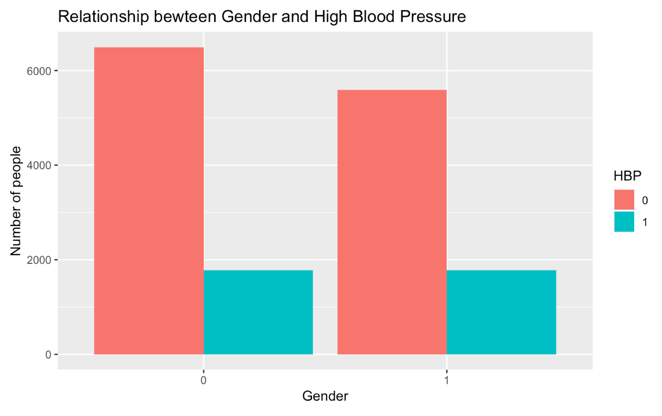 Relationship bewteen Gender and High Blood Pressure
Number of people
6000
4000
2000
0
0
1
Gender
HBP
0
1